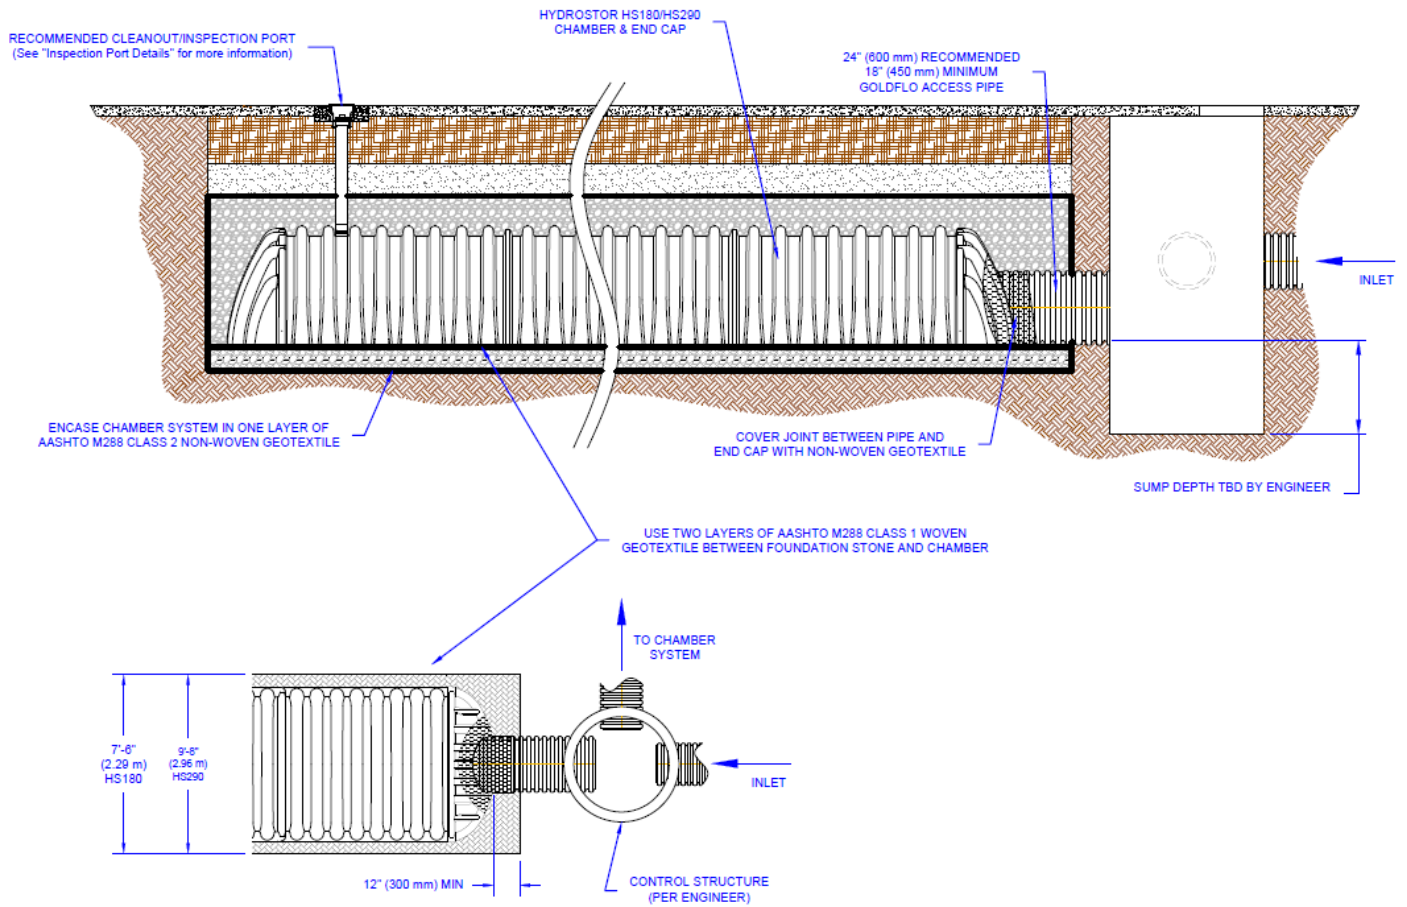 HYDROSTOR HS180/HS290
CHAMBER & END CAP
RECOMMENDED CLEANOUT/INSPECTION PORT
(See "Inspection Port Details" for more information)
24" (600 mm) RECOMMENDED
18" (450 mm) MINIMUM
GOLDFLO ACCESS PIPE
INLET
ENCASE CHAMBER SYSTEM IN ONE LAYER OF
AASHTO M288 CLASS 2 NON-WOVEN GEOTEXTILE
COVER JOINT BETWEEN PIPE AND
END CAP WITH NON-WOVEN GEOTEXTILE
SUMP DEPTH TBD BY ENGINEER
USE TWO LAYERS OF AASHTO M288 CLASS 1 WOVEN
GEOTEXTILE BETWEEN FOUNDATION STONE AND CHAMBER
TO CHAMBER
SYSTEM
7'-6"
(2.29 m)
HS180
9'-8"
(2.96 m)
HS290
INLET
12" (300 mm) MIN
CONTROL STRUCTURE
(PER ENGINEER)